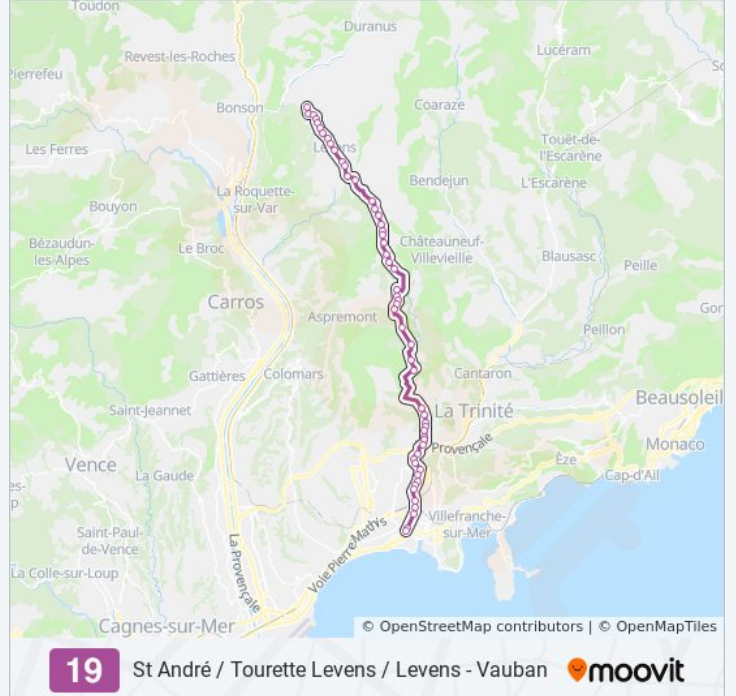 Toudon
Duranus
Revest-les-Roches
Lucéram
Pierrefeu
Bonson
Coaraze
Les Ferres
Touët-de-
l'Escarène
La Roquette-
sur-Var
Bendejun
L'Escarène
Bouyon
Bézaudun-
les-Alpes
Le Broc
Châteauneuf-
Villevieille
Blausasc
Peille
Carros
Aspremont
Peillon
Gattières
Colomars
Cantaron
Beausoleil
Saint-Jeannet
La Trinité
Provençale
Monaco
Vence
La Gaude
Èze
Cap-d'Ail
Saint-Paul-
de-Vence
Villefranche-
sur-Mer
La Provençale
Voie Pierre Mathis
La Colle-sur-Loup
Cagnes-sur-Mer
© OpenStreetMap contributors | © OpenMapTiles
19 St André / Tourette Levens / Levens - Vauban moovit